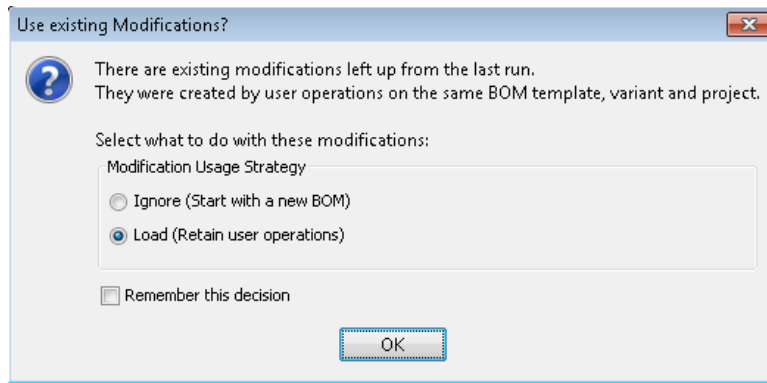 Use existing Modifications?
There are existing modifications left up from the last run.
They were created by user operations on the same BOM template, variant and project.
Select what to do with these modifications:
Modification Usage Strategy
Ignore (Start with a new BOM)
Load (Retain user operations)
Remember this decision
OK